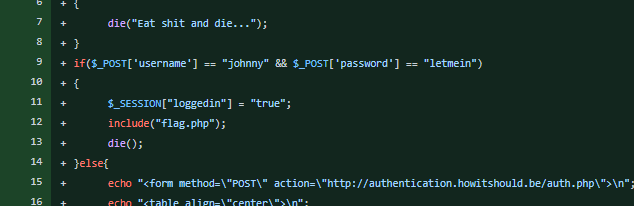 6 + {
7 + die("Eat shit and die...");
8 + }
9 + if($_POST['username'] == "johnny" && $_POST['password'] == "letmein")
10 + {
11 + $_SESSION["loggedin"] = "true";
12 + include("flag.php");
13 + die();
14 + }else{
15 + echo "<form method=\"POST\" action=\"http://authentication.howitshould.be/auth.php\">\n";
16 + echo "<table align=\"center\">\n";